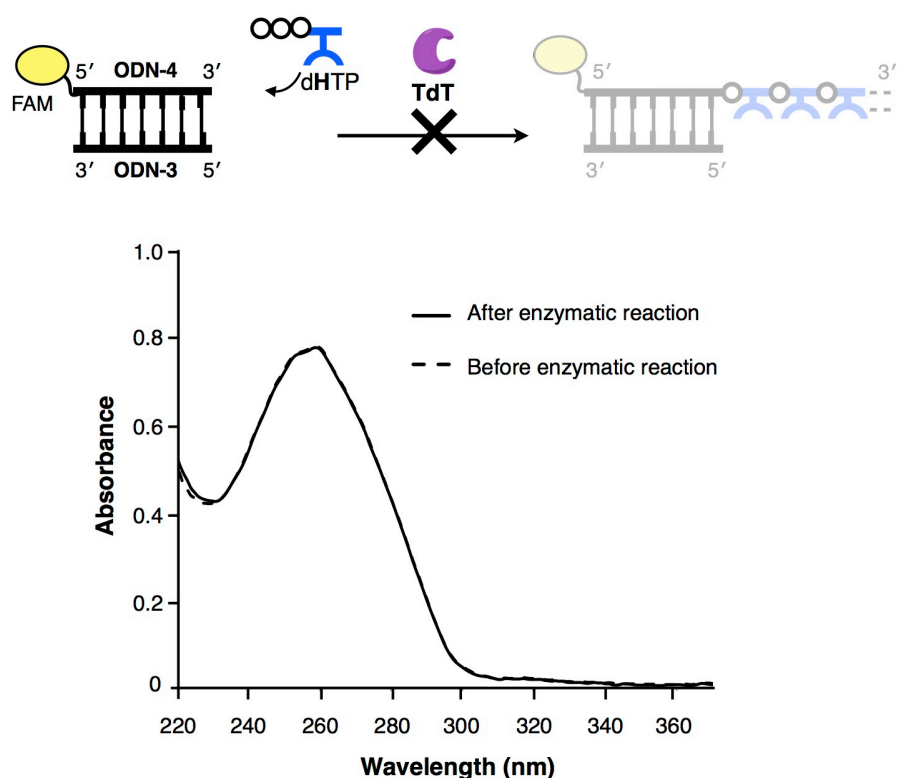 5′ ODN-4 3′
FAM
3′ ODN-3 5′
dHTP
TdT
5′ 3′
3′ 5′
1.0
0.8
0.6
0.4
0.2
0
Absorbance
After enzymatic reaction
Before enzymatic reaction
220 240 260 280 300 320 340 360
Wavelength (nm)